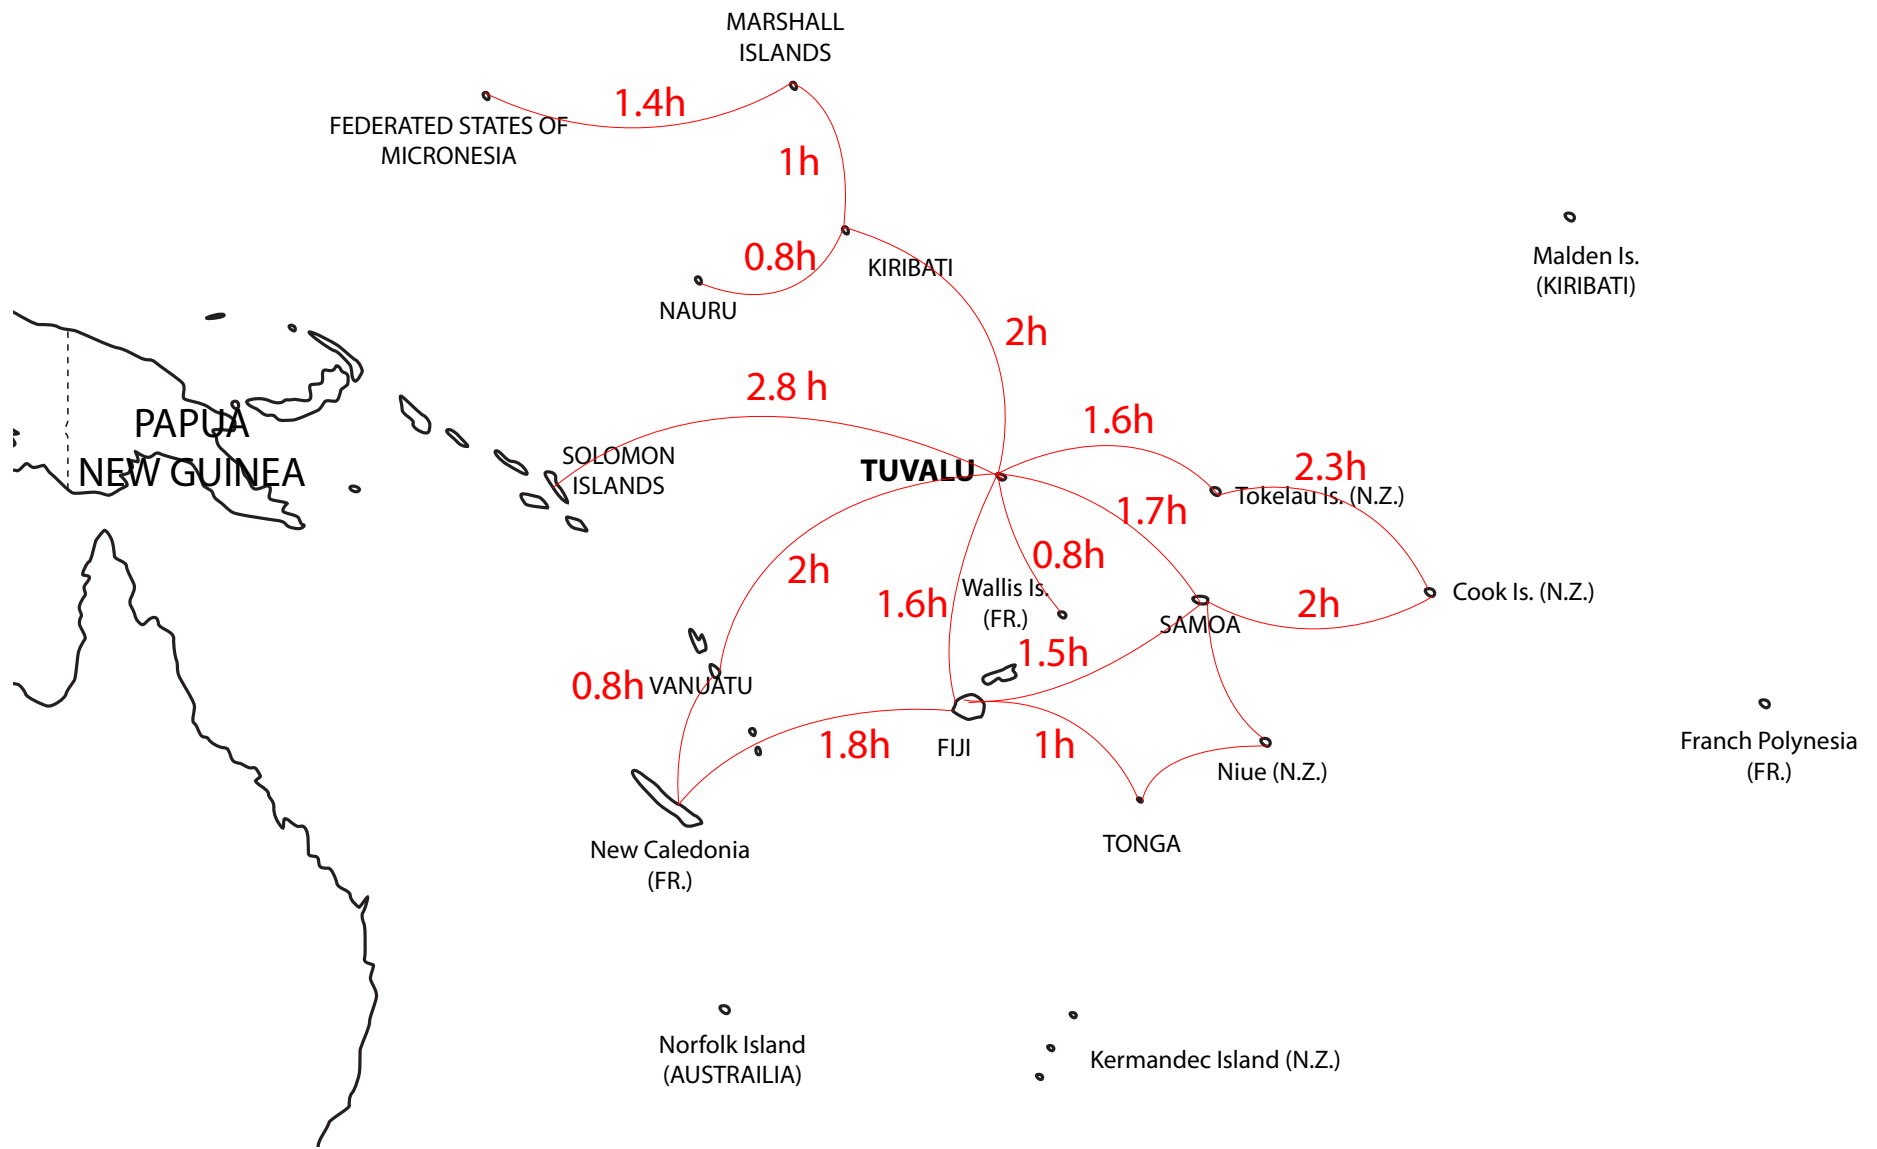 MARSHALL
ISLANDS
1.4h
FEDERATED STATES OF
MICRONESIA
1h
Malden Is.
(KIRIBATI)
0.8h
KIRIBATI
NAURU
2h
2.8 h
1.6h
PAPUA
NEW GUINEA
SOLOMON
ISLANDS
TUVALU
2.3h
Tokelau Is. (N.Z.)
1.7h
2h
0.8h
Wallis Is.
(FR.)
1.6h
2h
Cook Is. (N.Z.)
SAMOA
1.5h
0.8h
VANUATU
1.8h
FIJI
1h
Niue (N.Z.)
Franch Polynesia
(FR.)
New Caledonia
(FR.)
TONGA
Norfolk Island
(AUSTRAILIA)
Kermandec Island (N.Z.)